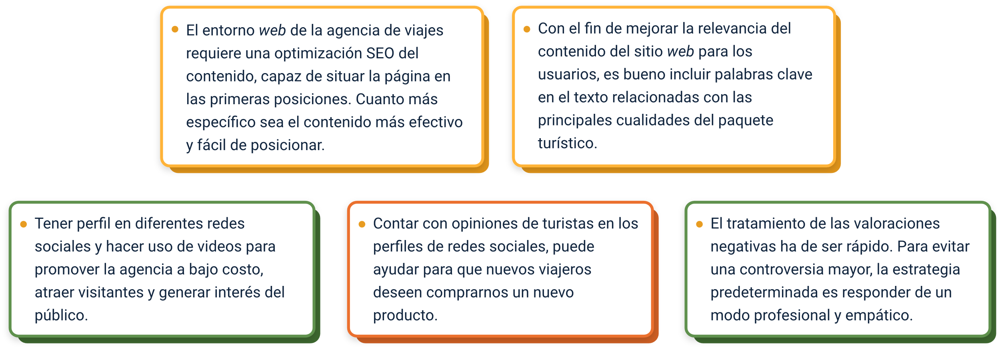 El entorno web de la agencia de viajes
requiere una optimización SEO del
contenido, capaz de situar la página en
las primeras posiciones. Cuanto más
específico sea el contenido más efectivo
y fácil de posicionar.
Con el fin de mejorar la relevancia del
contenido del sitio web para los
usuarios, es bueno incluir palabras clave
en el texto relacionadas con las
principales cualidades del paquete
turístico.
Tener perfil en diferentes redes
sociales y hacer uso de videos para
promover la agencia a bajo costo,
atraer visitantes y generar interés del
público.
Contar con opiniones de turistas en los
perfiles de redes sociales, puede
ayudar para que nuevos viajeros
deseen comprarnos un nuevo
producto.
El tratamiento de las valoraciones
negativas ha de ser rápido. Para evitar
una controversia mayor, la estrategia
predeterminada es responder de un
modo profesional y empático.